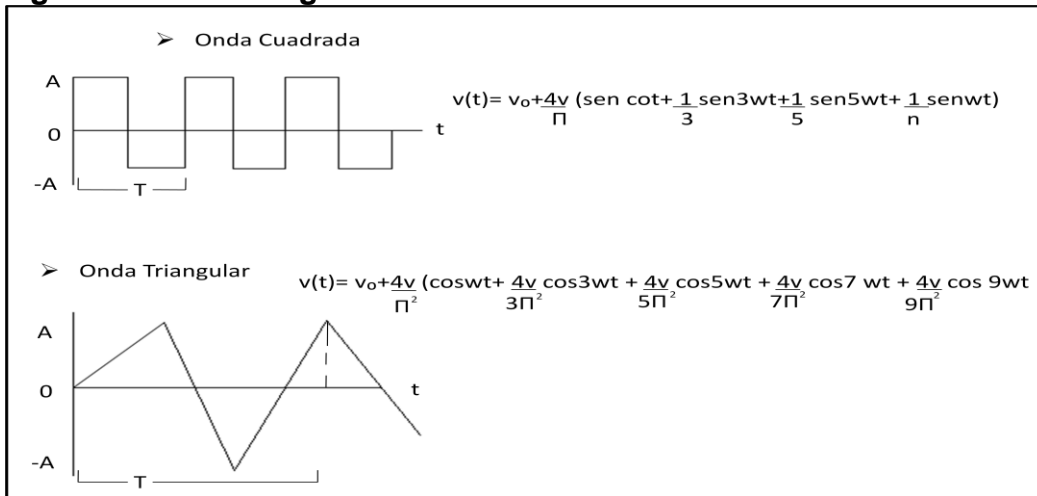 ➢ Onda Cuadrada
A
0
-A
T
t
v(t)= v₀+4v/Π (sen cot+ 1/3 sen3wt+1/5 sen5wt+ 1/n senwt)
➢ Onda Triangular
v(t)= v₀+4v/Π² (coswt+ 4v/3Π² cos3wt + 4v/5Π² cos5wt + 4v/7Π² cos7 wt + 4v/9Π² cos 9wt
A
0
-A
T
t